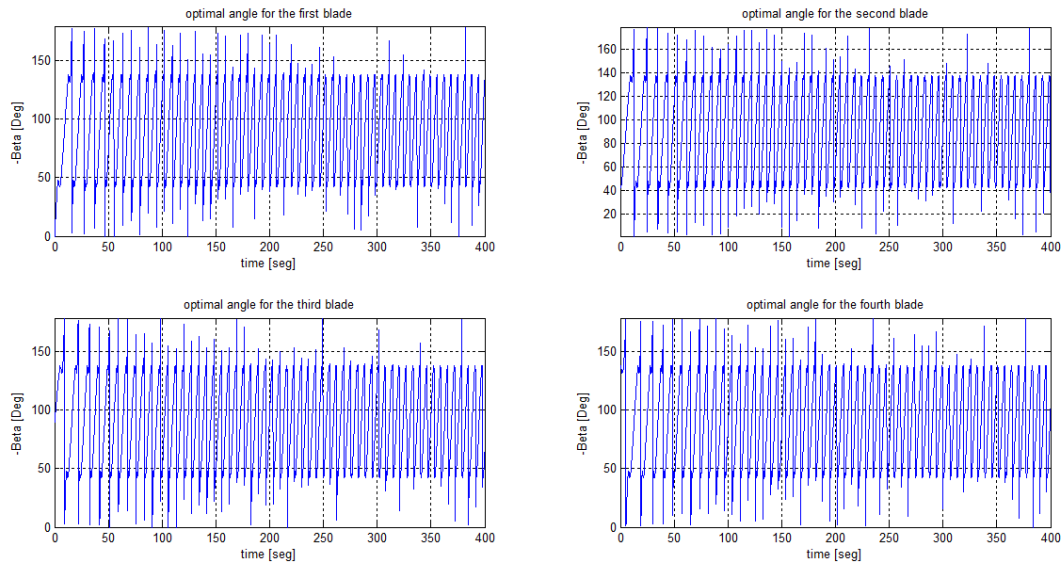 optimal angle for the first blade
-Beta [Deg]
150
100
50
0
0 50 100 150 200 250 300 350 400
time [seg]
optimal angle for the second blade
-Beta [Deg]
160
140
120
100
80
60
40
20
0 50 100 150 200 250 300 350 400
time [seg]
optimal angle for the third blade
-Beta [Deg]
150
100
50
0
0 50 100 150 200 250 300 350 400
time [seg]
optimal angle for the fourth blade
-Beta [Deg]
150
100
50
0
0 50 100 150 200 250 300 350 400
time [seg]